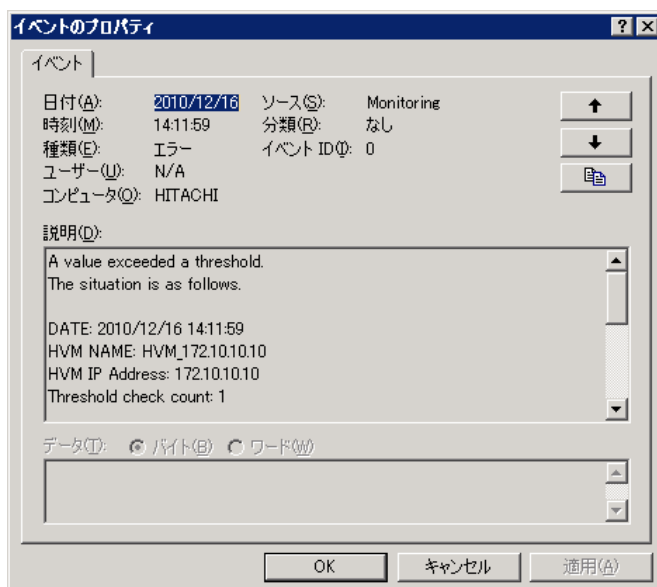 イベントのプロパティ
イベント
日付(A): 2010/12/16 ソース(S): Monitoring
時刻(M): 14:11:59 分類(R): なし
種類(E): エラー イベント ID(I): 0
ユーザー(U): N/A
コンピュータ(O): HITACHI
説明(D):
A value exceeded a threshold.
The situation is as follows.
DATE: 2010/12/16 14:11:59
HVM NAME: HVM_172.10.10.10
HVM IP Address: 172.10.10.10
Threshold check count: 1
データ(T): バイト(B) ワード(W)
OK キャンセル 適用(A)